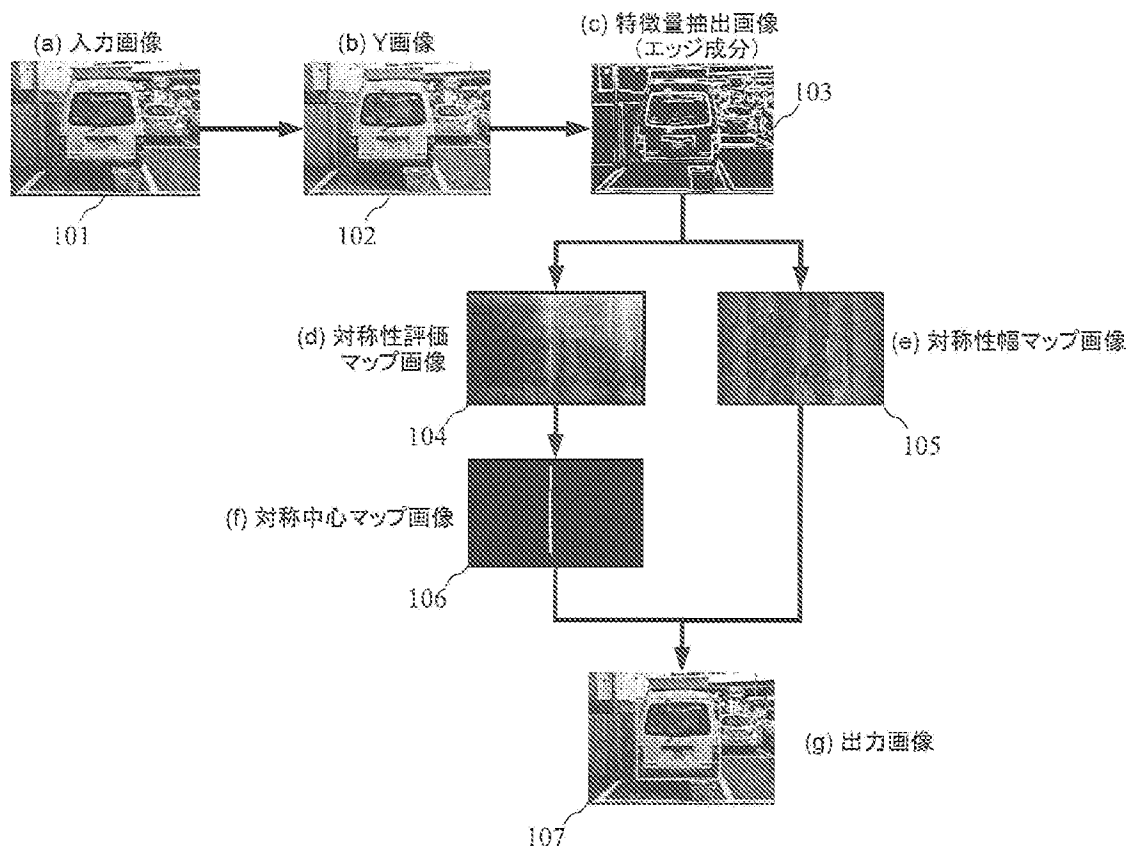 (a) 入力画像
(b) Y画像
(c) 特徴量抽出画像
(エッジ成分)
101
102
103
(d) 対称性評価
マップ画像
(e) 対称性幅マップ画像
104
105
(f) 対称中心マップ画像
106
(g) 出力画像
107